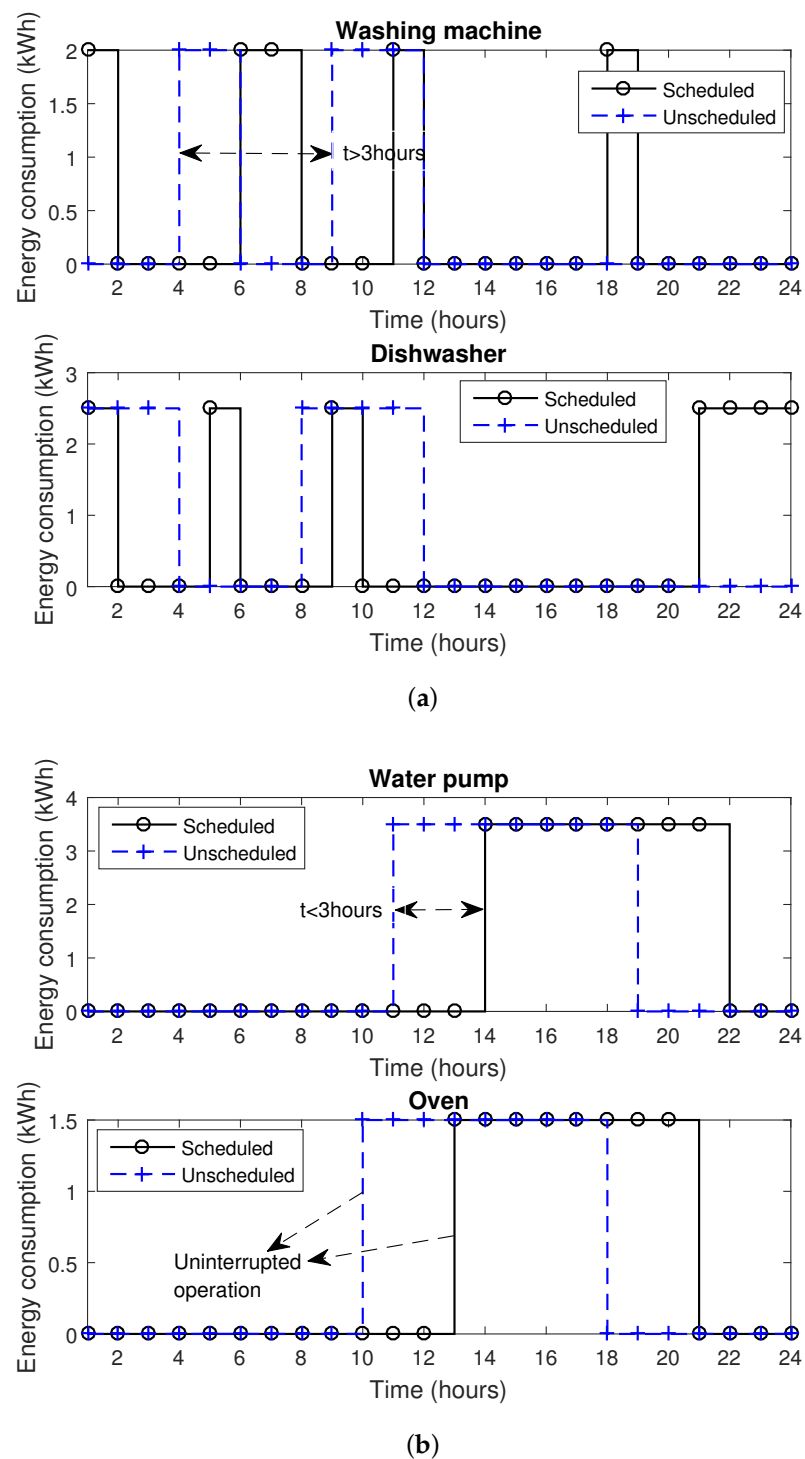 Washing machine
Energy consumption (kWh)
2
1.5
1
0.5
0
Scheduled
Unscheduled
t>3hours
2 4 6 8 10 12 14 16 18 20 22 24
Time (hours)
Dishwasher
Energy consumption (kWh)
3
2
1
0
Scheduled
Unscheduled
2 4 6 8 10 12 14 16 18 20 22 24
Time (hours)
(a)
Water pump
Energy consumption (kWh)
4
3
2
1
0
Scheduled
Unscheduled
t<3hours
2 4 6 8 10 12 14 16 18 20 22 24
Time (hours)
Oven
Energy consumption (kWh)
1.5
1
0.5
0
Scheduled
Unscheduled
Uninterrupted
operation
2 4 6 8 10 12 14 16 18 20 22 24
Time (hours)
(b)